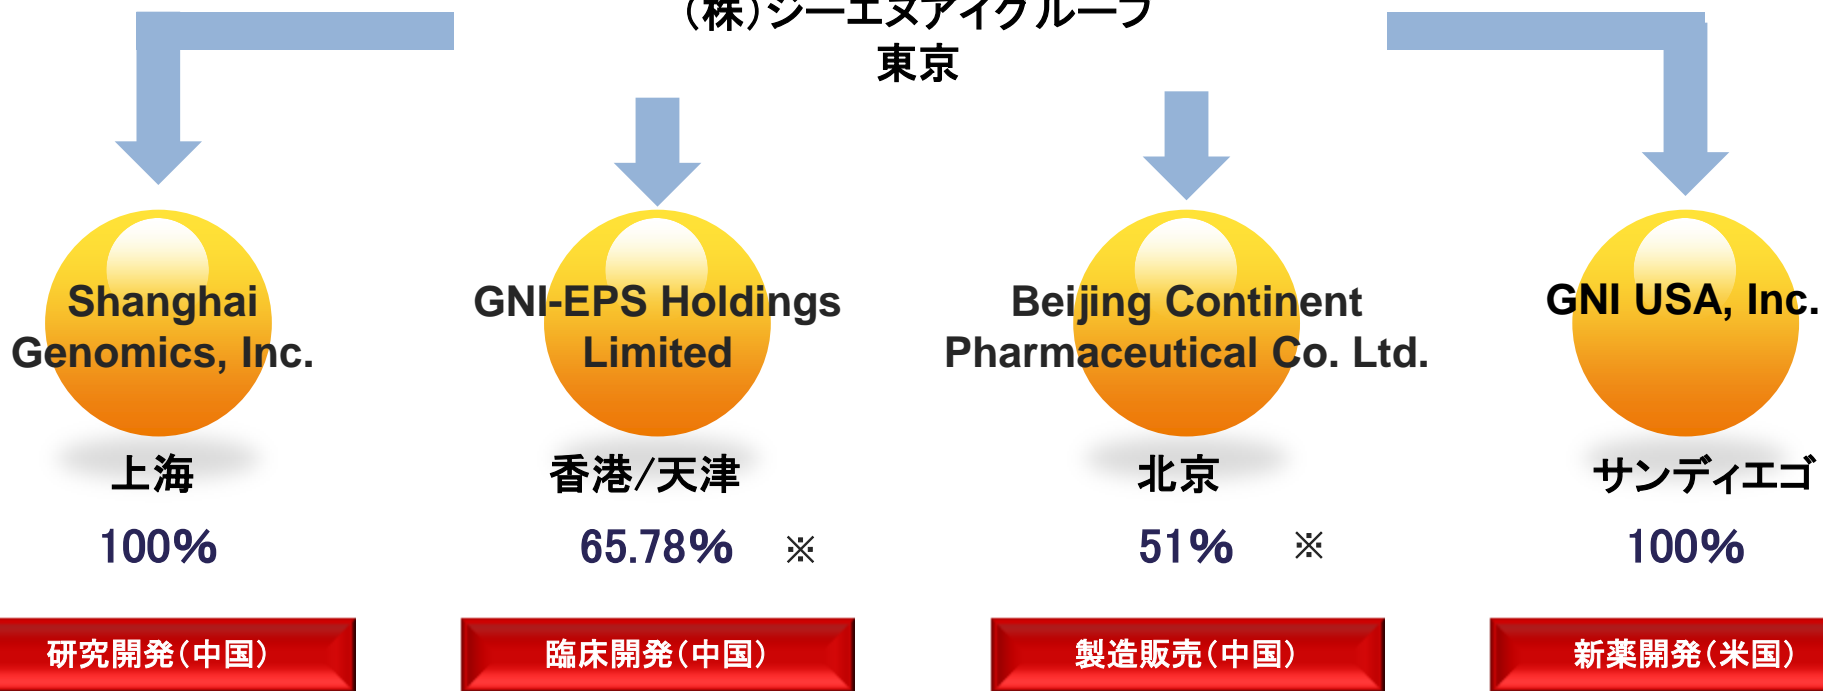 (株)ジーエヌアイグループ
東京
Shanghai
Genomics, Inc.
GNI-EPS Holdings
Limited
Beijing Continent
Pharmaceutical Co. Ltd.
GNI USA, Inc.
上海
香港/天津
北京
サンディエゴ
100%
65.78% ※
51% ※
100%
研究開発(中国)
臨床開発(中国)
製造販売(中国)
新薬開発(米国)